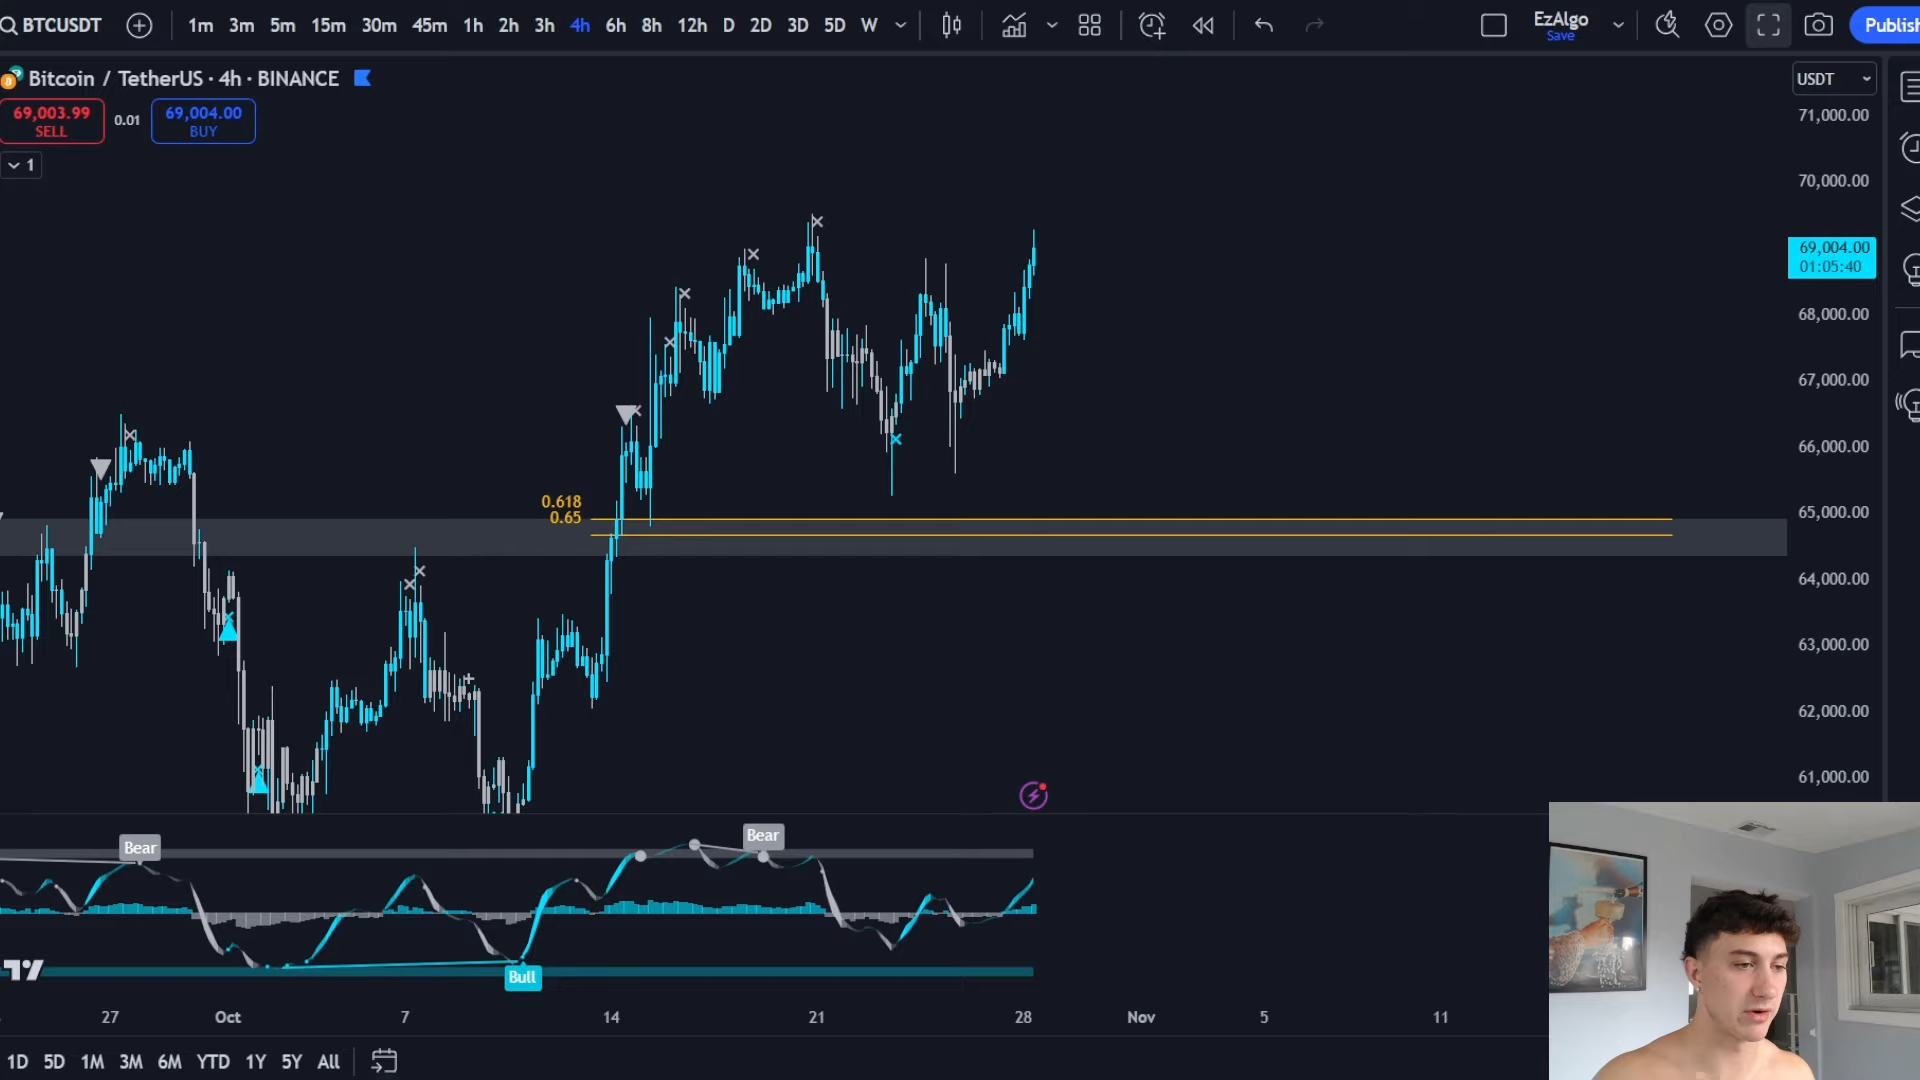 BTCUSDT 1m 3m 5m 15m 30m 45m 1h 2h 3h 4h 6h 8h 12h D 2D 3D 5D W EzAlgo Save Publish
Bitcoin / TetherUS · 4h · BINANCE USDT
69,003.99 SELL 0.01 69,004.00 BUY
1
71,000.00
70,000.00
69,004.00
01:05:40
68,000.00
67,000.00
66,000.00
65,000.00
64,000.00
63,000.00
62,000.00
61,000.00
0.618
0.65
Bear
Bear
Bull
27 Oct 7 14 21 28 Nov 5 11
1D 5D 1M 3M 6M YTD 1Y 5Y All